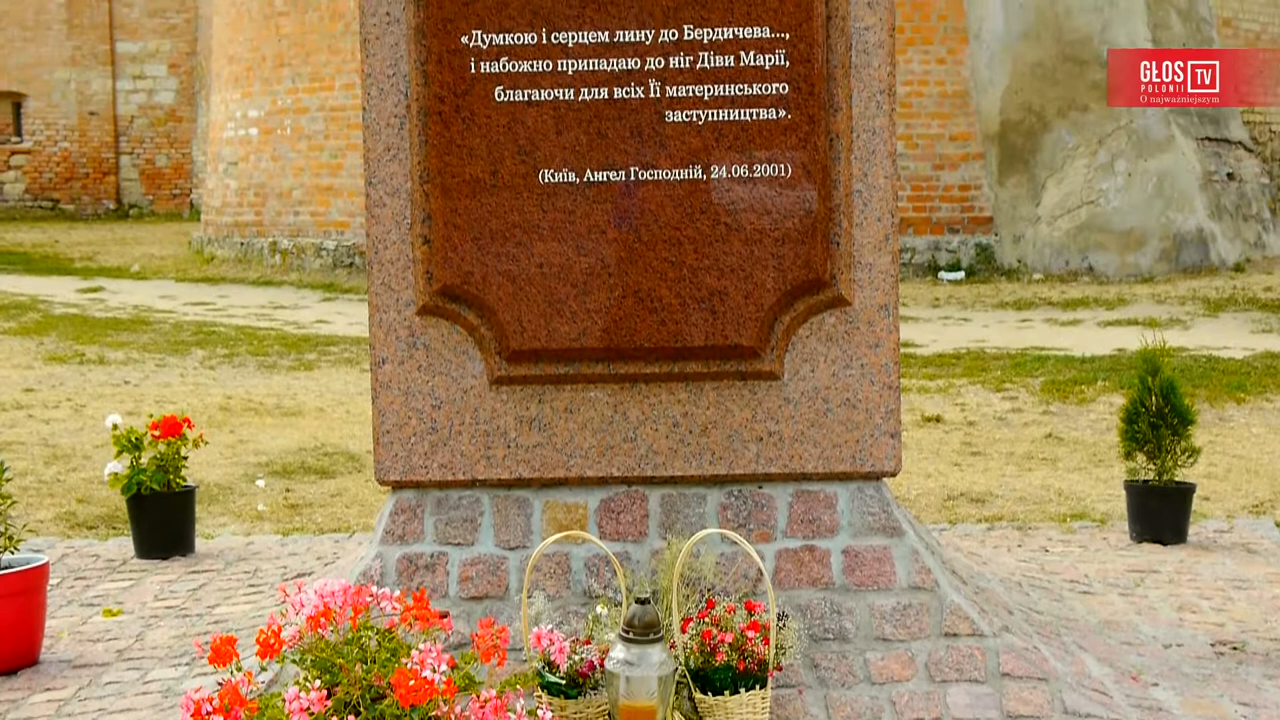 «Думкою і серцем лину до Бердичева...,
і набожно припадаю до ніг Діви Марії,
благаючи для всіх Її материнського
заступництва».
(Київ, Ангел Господній, 24.06.2001)
GŁOS TV
POLONII
O najważniejszym